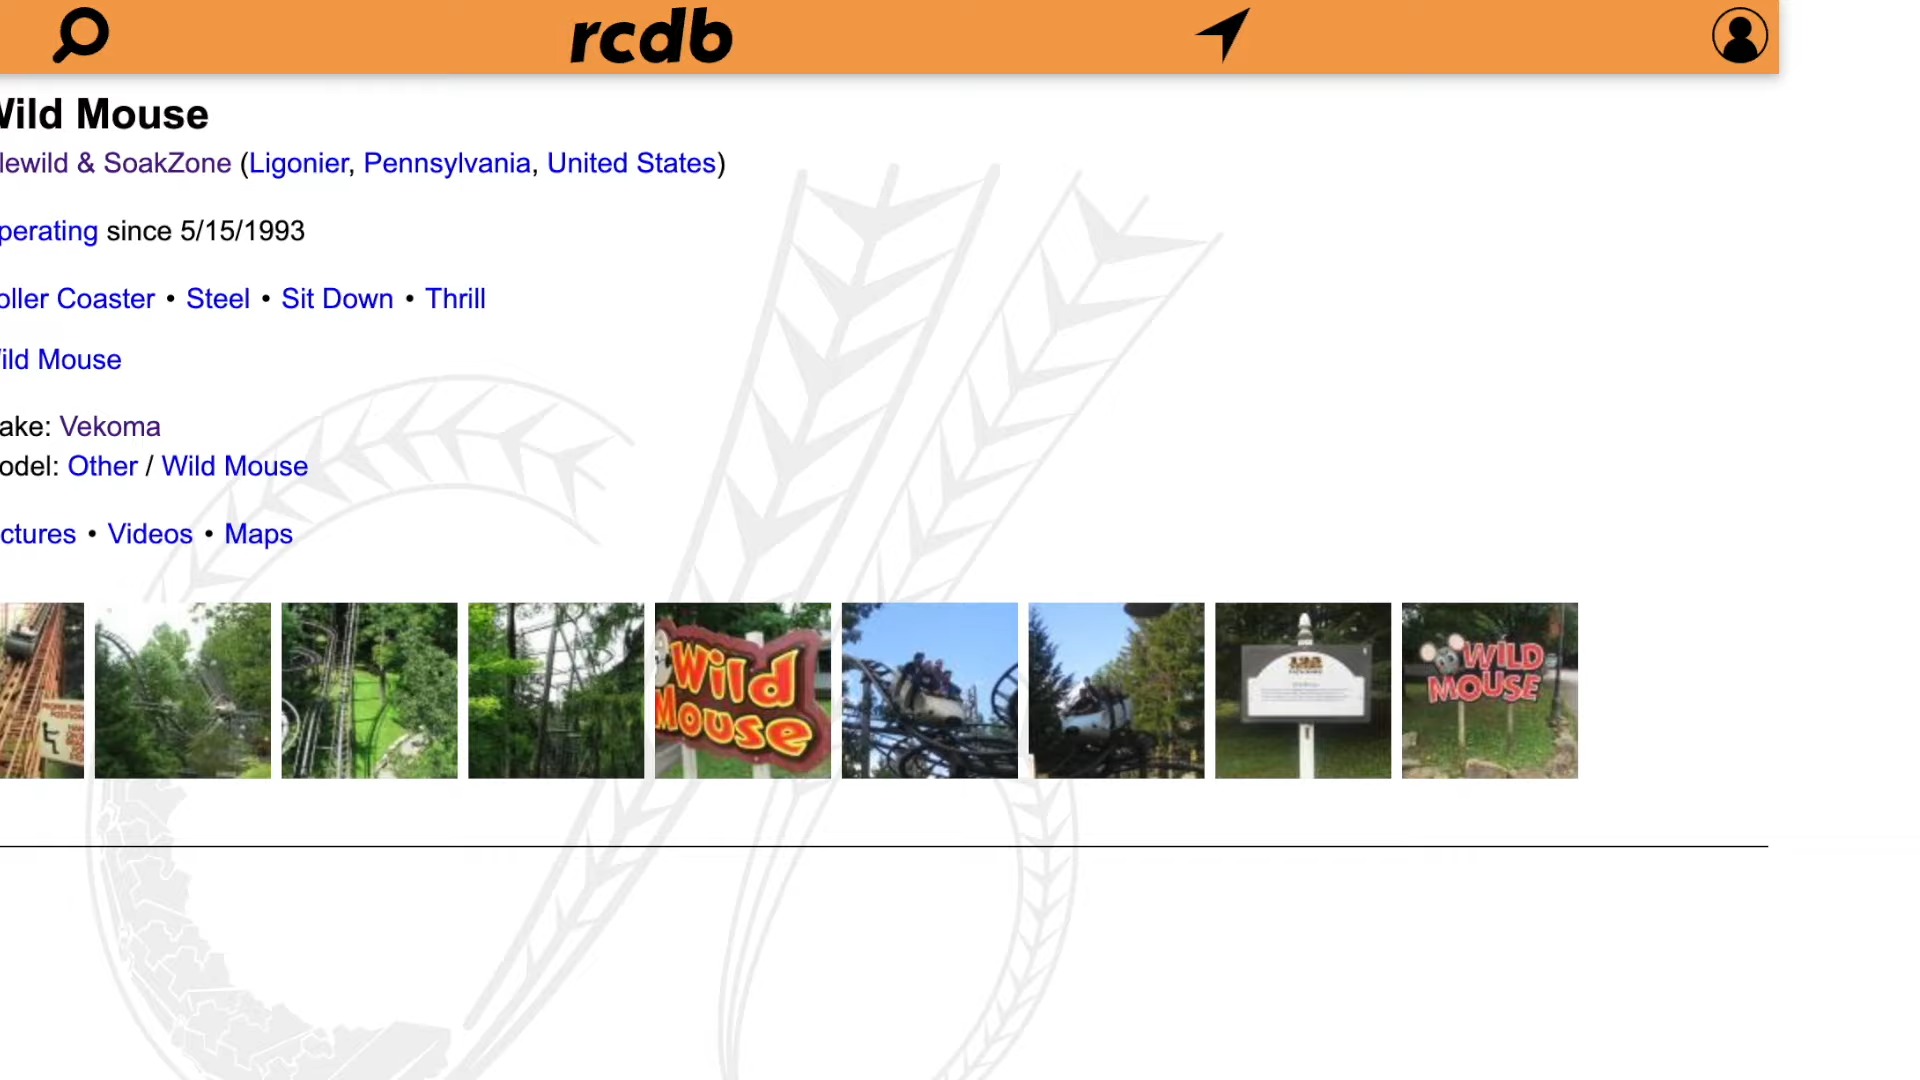 rcdb
Wild Mouse
lewild & SoakZone (Ligonier, Pennsylvania, United States)
perating since 5/15/1993
oller Coaster • Steel • Sit Down • Thrill
ild Mouse
ake: Vekoma
odel: Other / Wild Mouse
ctures • Videos • Maps
Wild
Mouse
WILD
MOUSE